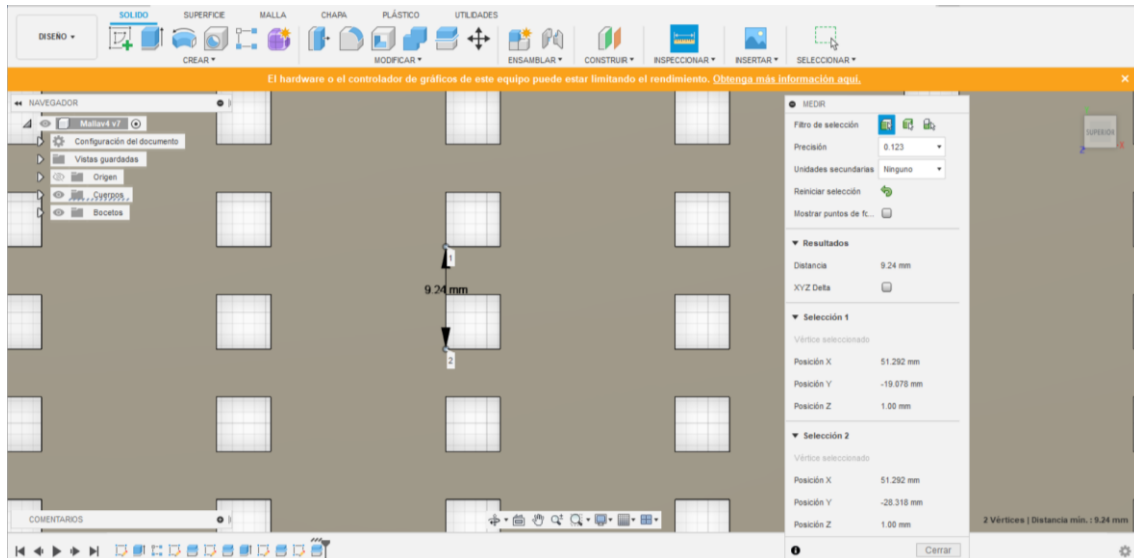 SÓLIDO SUPERFICIE MALLA CHAPA PLÁSTICO UTILIDADES
DISEÑO
CREAR MODIFICAR ENSAMBLAR CONSTRUIR INSPECCIONAR INSERTAR SELECCIONAR
El hardware o el controlador de gráficos de este equipo puede estar limitando el rendimiento. Obtenga más información aquí.
NAVEGADOR
Mallav4 v7
Configuración del documento
Vistas guardadas
Origen
Cuerpos
Bocetos
1
9.24 mm
2
MEDIR
Filtro de selección
Precisión 0.123
Unidades secundarias Ninguno
Reiniciar selección
Mostrar puntos de fc...
Resultados
Distancia 9.24 mm
XYZ Delta
Selección 1
Vértice seleccionado
Posición X 51.292 mm
Posición Y -19.078 mm
Posición Z 1.00 mm
Selección 2
Vértice seleccionado
Posición X 51.292 mm
Posición Y -28.318 mm
Posición Z 1.00 mm
Cerrar
SUPERIOR
X
Z
COMENTARIOS
2 Vértices | Distancia mín. : 9.24 mm